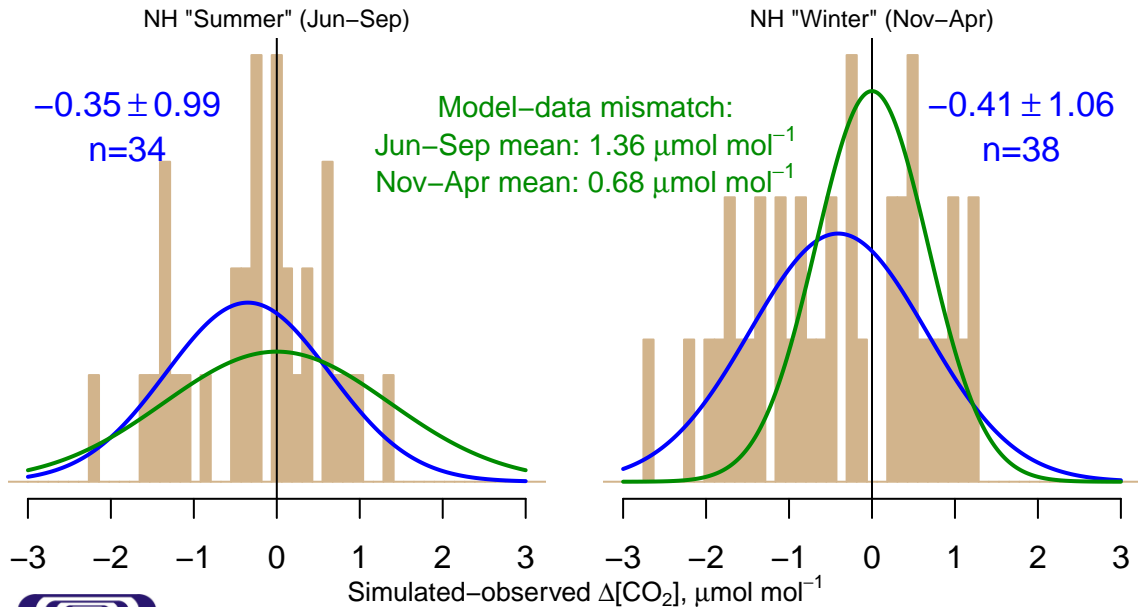 NH "Summer" (Jun−Sep)
−0.35 ± 0.99
n=34
Model−data mismatch:
Jun−Sep mean: 1.36 μmol mol⁻¹
Nov−Apr mean: 0.68 μmol mol⁻¹
NH "Winter" (Nov−Apr)
−0.41 ± 1.06
n=38
−3 −2 −1 0 1 2 3
−3 −2 −1 0 1 2 3
Simulated−observed Δ[CO₂], μmol mol⁻¹